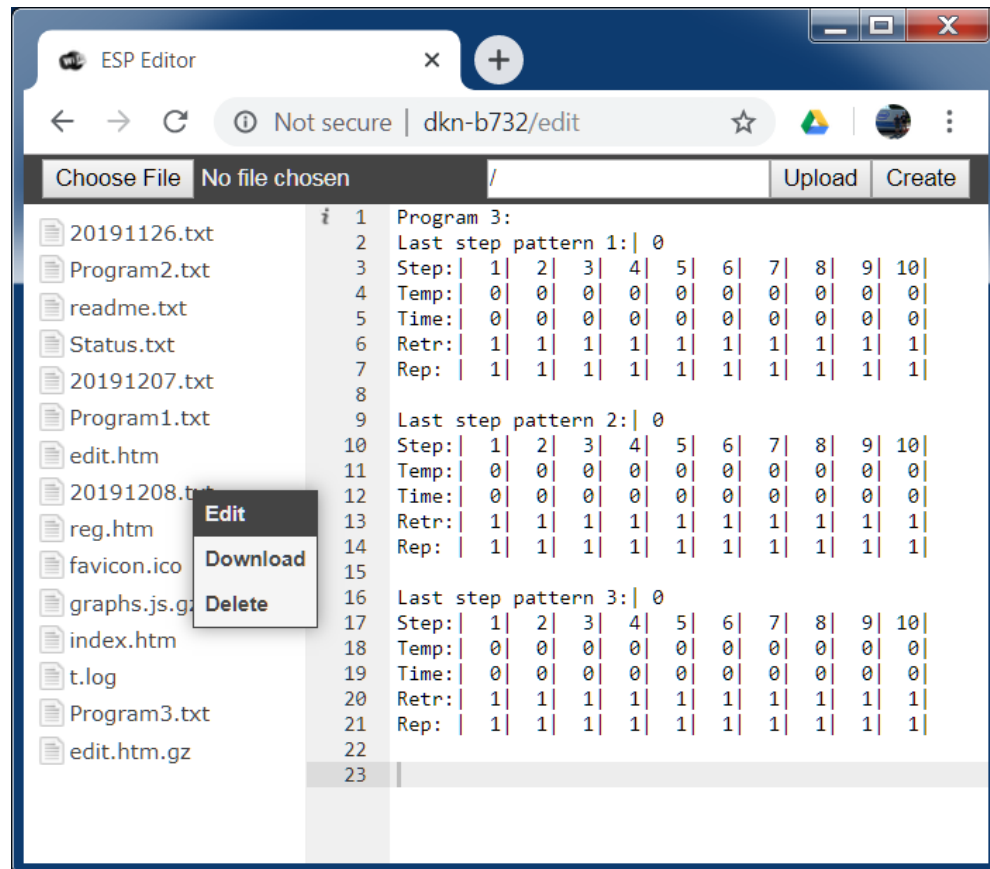 ESP Editor
Not secure | dkn-b732/edit
Choose File No file chosen / Upload Create
20191126.txt
Program2.txt
readme.txt
Status.txt
20191207.txt
Program1.txt
edit.htm
20191208.txt
reg.htm
favicon.ico
graphs.js.gz
index.htm
t.log
Program3.txt
edit.htm.gz
Edit
Download
Delete
i 1 Program 3:
2 Last step pattern 1:| 0
3 Step:| 1| 2| 3| 4| 5| 6| 7| 8| 9| 10|
4 Temp:| 0| 0| 0| 0| 0| 0| 0| 0| 0| 0|
5 Time:| 0| 0| 0| 0| 0| 0| 0| 0| 0| 0|
6 Retr:| 1| 1| 1| 1| 1| 1| 1| 1| 1| 1|
7 Rep: | 1| 1| 1| 1| 1| 1| 1| 1| 1| 1|
8
9 Last step pattern 2:| 0
10 Step:| 1| 2| 3| 4| 5| 6| 7| 8| 9| 10|
11 Temp:| 0| 0| 0| 0| 0| 0| 0| 0| 0| 0|
12 Time:| 0| 0| 0| 0| 0| 0| 0| 0| 0| 0|
13 Retr:| 1| 1| 1| 1| 1| 1| 1| 1| 1| 1|
14 Rep: | 1| 1| 1| 1| 1| 1| 1| 1| 1| 1|
15
16 Last step pattern 3:| 0
17 Step:| 1| 2| 3| 4| 5| 6| 7| 8| 9| 10|
18 Temp:| 0| 0| 0| 0| 0| 0| 0| 0| 0| 0|
19 Time:| 0| 0| 0| 0| 0| 0| 0| 0| 0| 0|
20 Retr:| 1| 1| 1| 1| 1| 1| 1| 1| 1| 1|
21 Rep: | 1| 1| 1| 1| 1| 1| 1| 1| 1| 1|
22
23